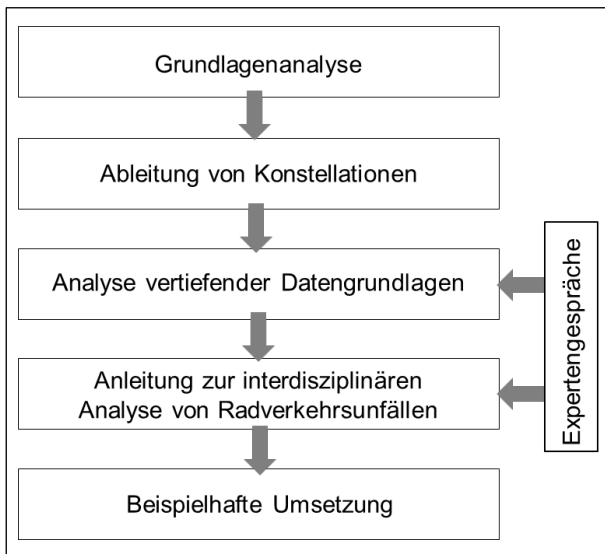 Grundlagenanalyse
Ableitung von Konstellationen
Analyse vertiefender Datengrundlagen
Anleitung zur interdisziplinären
Analyse von Radverkehrsunfällen
Expertengespräche
Beispielhafte Umsetzung